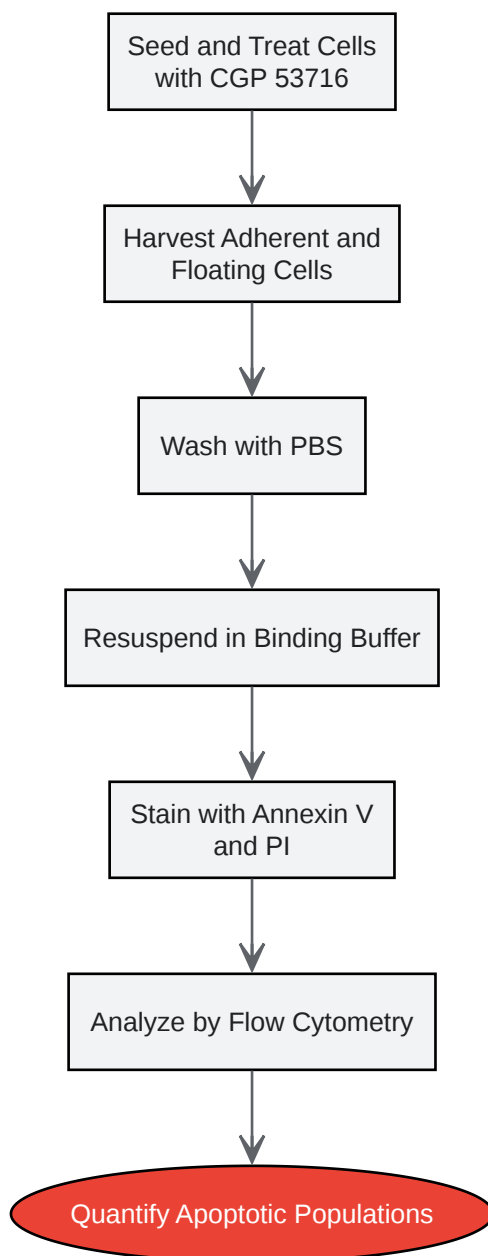 Seed and Treat Cells
with CGP 53716
Harvest Adherent and
Floating Cells
Wash with PBS
Resuspend in Binding Buffer
Stain with Annexin V
and PI
Analyze by Flow Cytometry
Quantify Apoptotic Populations